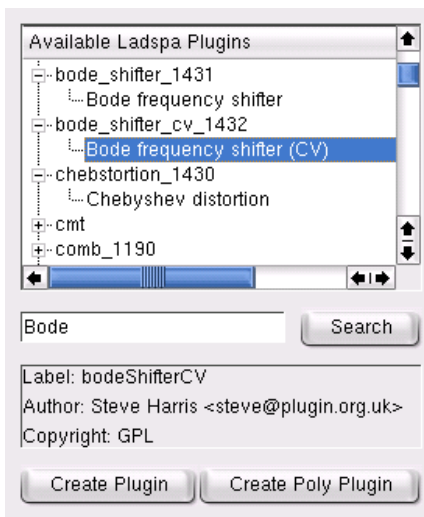 Available Ladspa Plugins
bode_shifter_1431
Bode frequency shifter
bode_shifter_cv_1432
Bode frequency shifter (CV)
chebstortion_1430
Chebyshev distortion
cmt
comb_1190
Bode
Search
Label: bodeShifterCV
Author: Steve Harris <steve@plugin.org.uk>
Copyright: GPL
Create Plugin
Create Poly Plugin